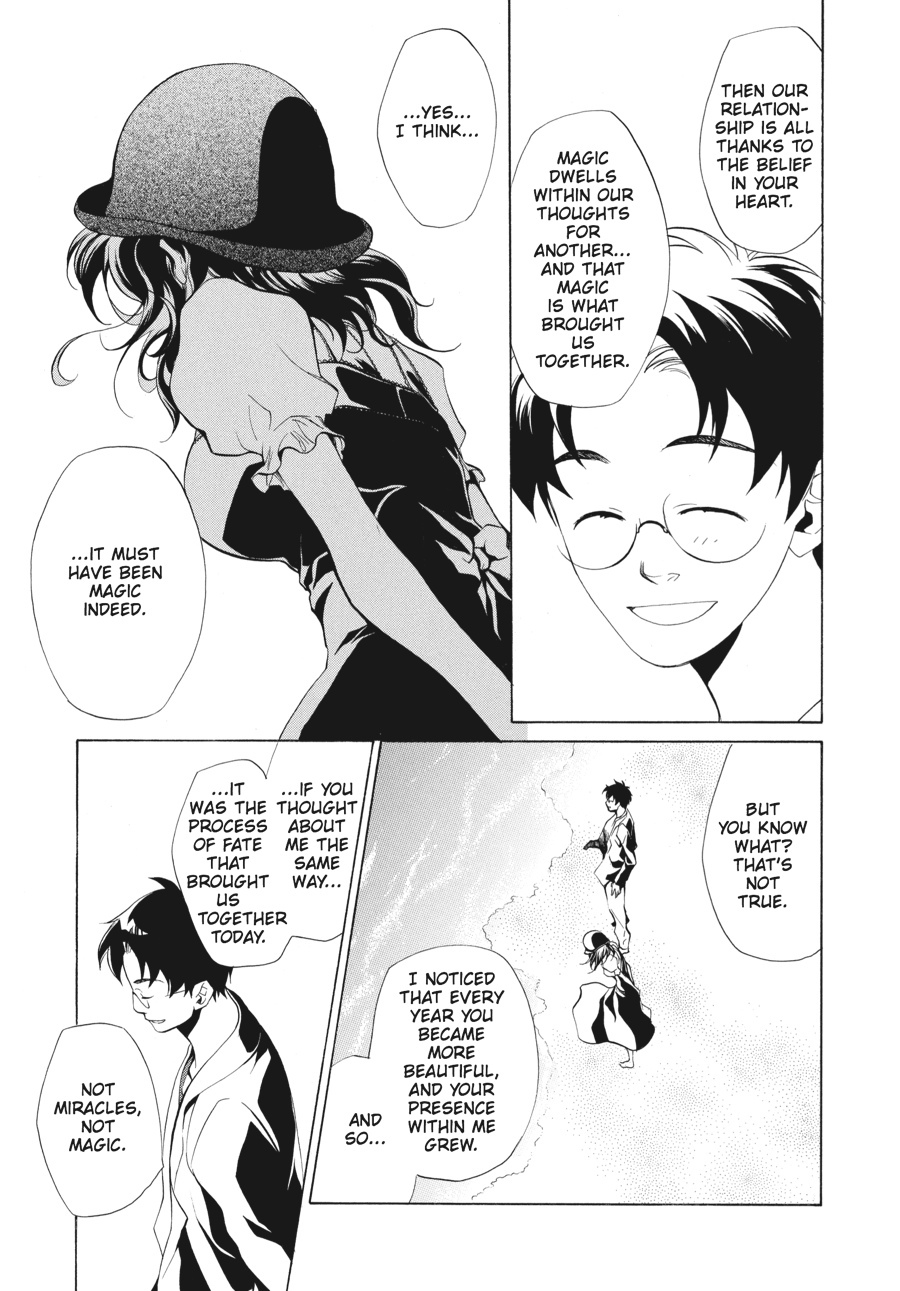 THEN OUR
RELATION-
SHIP IS ALL
THANKS TO
THE BELIEF
IN YOUR
HEART.
MAGIC
DWELLS
WITHIN OUR
THOUGHTS
FOR
ANOTHER...
AND THAT
MAGIC
IS WHAT
BROUGHT
US
TOGETHER.
...YES...
I THINK...
...IT MUST
HAVE BEEN
MAGIC
INDEED.
BUT
YOU KNOW
WHAT?
THAT'S
NOT
TRUE.
I NOTICED
THAT EVERY
YEAR YOU
BECAME
MORE
BEAUTIFUL,
AND YOUR
PRESENCE
WITHIN ME
GREW.
AND
SO...
...IF YOU
THOUGHT
ABOUT
ME THE
SAME
WAY...
...IT
WAS THE
PROCESS
OF FATE
THAT
BROUGHT
US
TOGETHER
TODAY.
NOT
MIRACLES,
NOT
MAGIC.